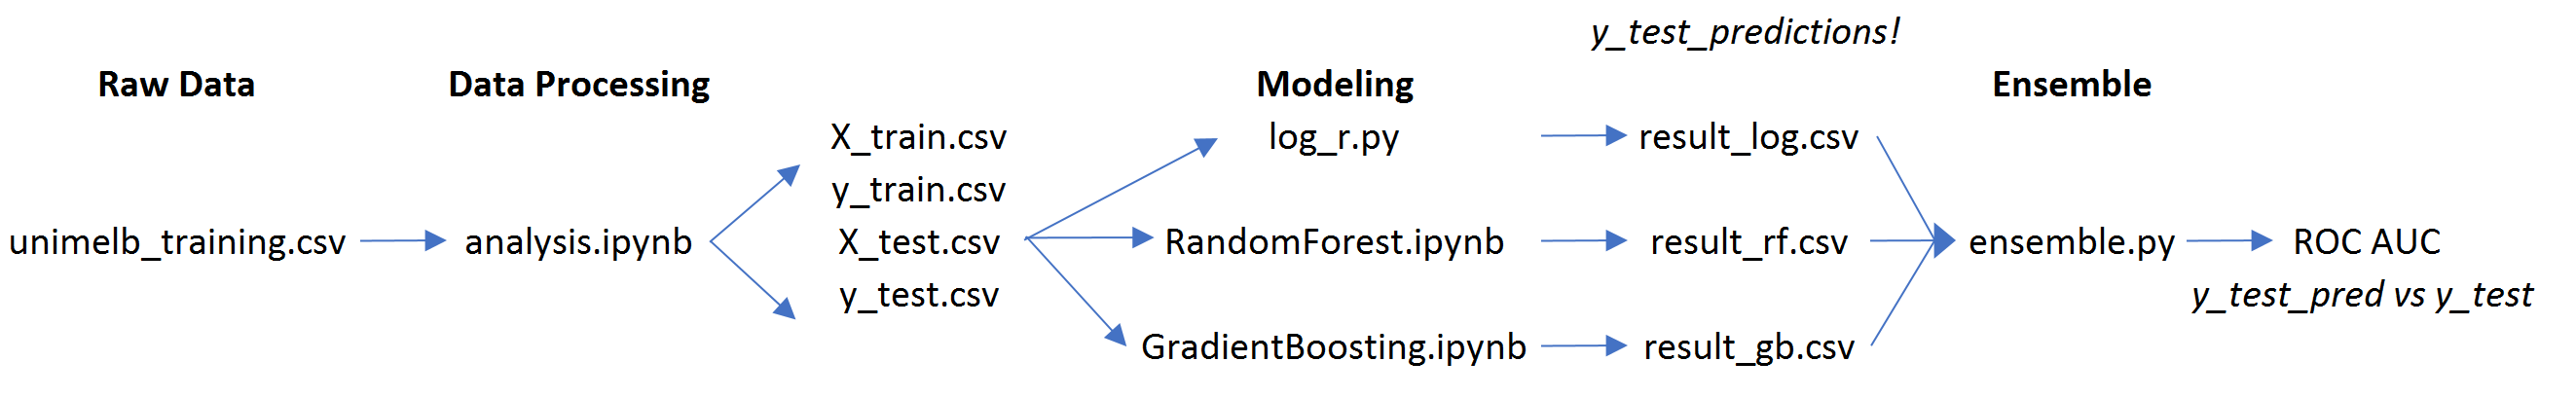 y_test_predictions!
Raw Data
Data Processing
Modeling
Ensemble
X_train.csv
y_train.csv
X_test.csv
y_test.csv
log_r.py
result_log.csv
unimelb_training.csv
analysis.ipynb
RandomForest.ipynb
result_rf.csv
ensemble.py
ROC AUC
y_test_pred vs y_test
GradientBoosting.ipynb
result_gb.csv